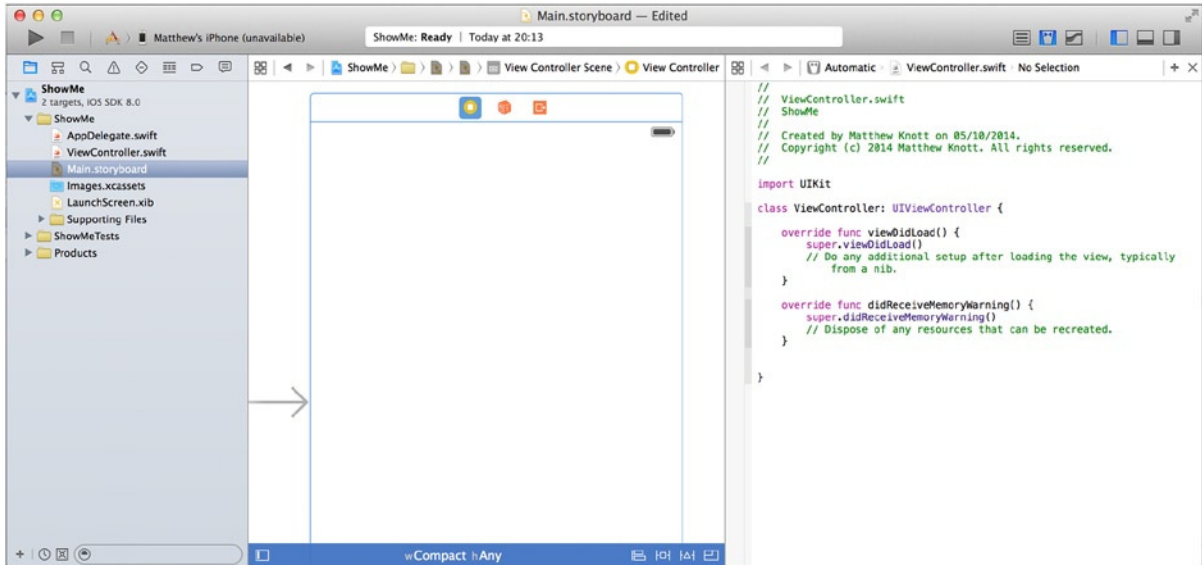 Main.storyboard — Edited
Matthew's iPhone (unavailable)
ShowMe: Ready | Today at 20:13
ShowMe
2 targets, iOS SDK 8.0
ShowMe
AppDelegate.swift
ViewController.swift
Main.storyboard
Images.xcassets
LaunchScreen.xib
Supporting Files
ShowMeTests
Products
ShowMe
View Controller Scene
View Controller
wCompact hAny
Automatic
ViewController.swift
No Selection
//
//  ViewController.swift
//  ShowMe
//
//  Created by Matthew Knott on 05/10/2014.
//  Copyright (c) 2014 Matthew Knott. All rights reserved.
//
import UIKit
class ViewController: UIViewController {
    override func viewDidLoad() {
        super.viewDidLoad()
        // Do any additional setup after loading the view, typically
            from a nib.
    }
    override func didReceiveMemoryWarning() {
        super.didReceiveMemoryWarning()
        // Dispose of any resources that can be recreated.
    }
}